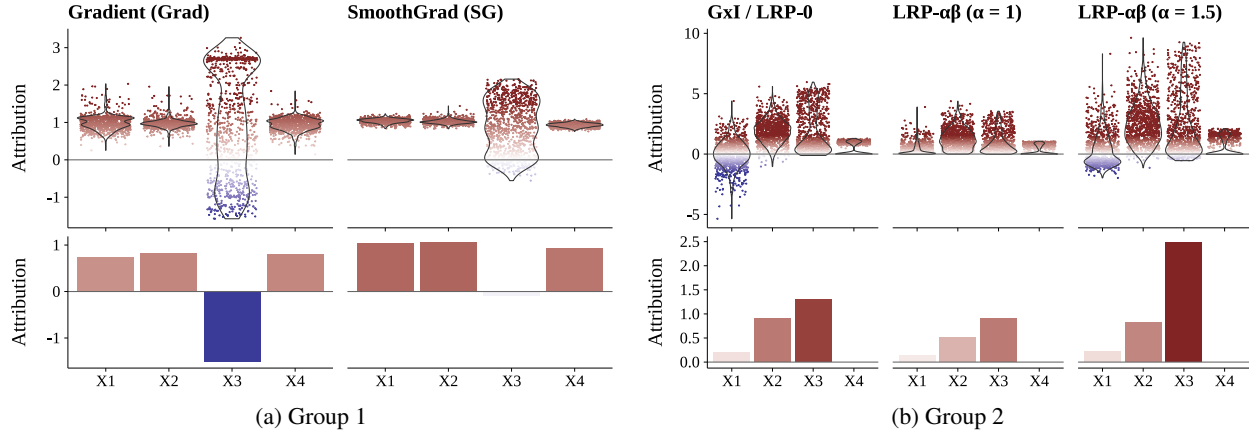 Gradient (Grad)
SmoothGrad (SG)
Attribution
3
2
1
0
-1
Attribution
1
0
-1
X1 X2 X3 X4
X1 X2 X3 X4
(a) Group 1
GxI / LRP-0
LRP-αβ (α = 1)
LRP-αβ (α = 1.5)
Attribution
10
5
0
-5
Attribution
2.5
2.0
1.5
1.0
0.5
0.0
X1 X2 X3 X4
X1 X2 X3 X4
X1 X2 X3 X4
(b) Group 2